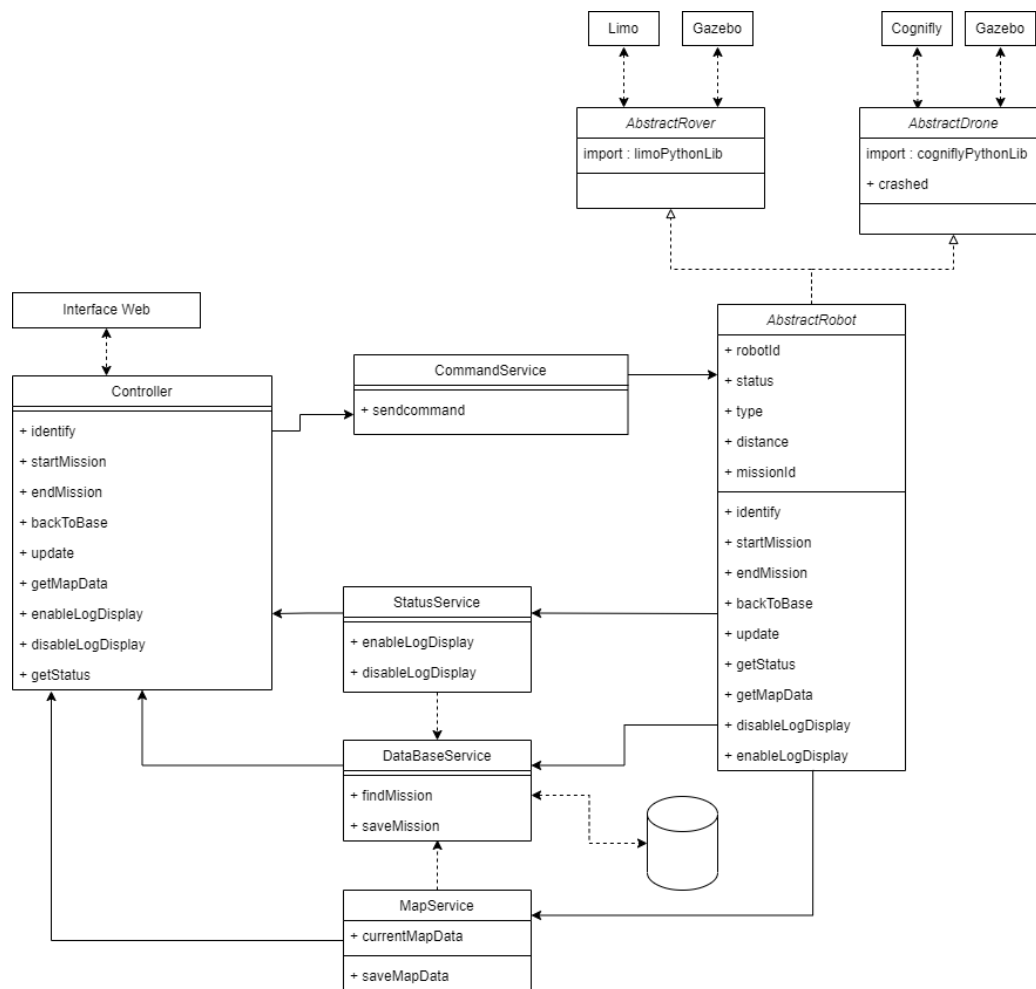 Limo
Gazebo
Cognifly
Gazebo
AbstractRover
import : limoPythonLib
AbstractDrone
import : cogniflyPythonLib
+ crashed
Interface Web
Controller
+ identify
+ startMission
+ endMission
+ backToBase
+ update
+ getMapData
+ enableLogDisplay
+ disableLogDisplay
+ getStatus
CommandService
+ sendcommand
AbstractRobot
+ robotId
+ status
+ type
+ distance
+ missionId
+ identify
+ startMission
+ endMission
+ backToBase
+ update
+ getStatus
+ getMapData
+ disableLogDisplay
+ enableLogDisplay
StatusService
+ enableLogDisplay
+ disableLogDisplay
DataBaseService
+ findMission
+ saveMission
MapService
+ currentMapData
+ saveMapData